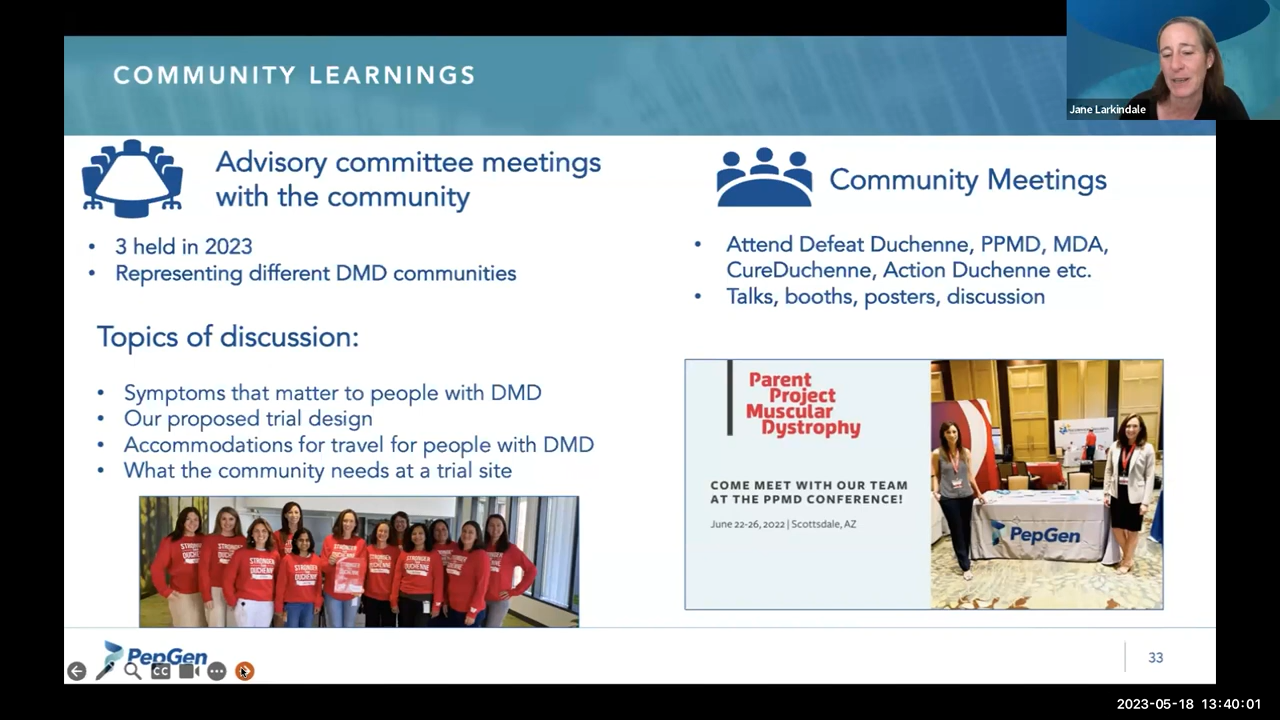 COMMUNITY LEARNINGS
Jane Larkindale
Advisory committee meetings
with the community
• 3 held in 2023
• Representing different DMD communities
Topics of discussion:
• Symptoms that matter to people with DMD
• Our proposed trial design
• Accommodations for travel for people with DMD
• What the community needs at a trial site
Community Meetings
• Attend Defeat Duchenne, PPMD, MDA,
CureDuchenne, Action Duchenne etc.
• Talks, booths, posters, discussion
Parent
Project
Muscular
Dystrophy
COME MEET WITH OUR TEAM
AT THE PPMD CONFERENCE!
June 22-26, 2022 | Scottsdale, AZ
PepGen
STRONGER
DUCHENNE
PepGen
CC
33
2023-05-18 13:40:01